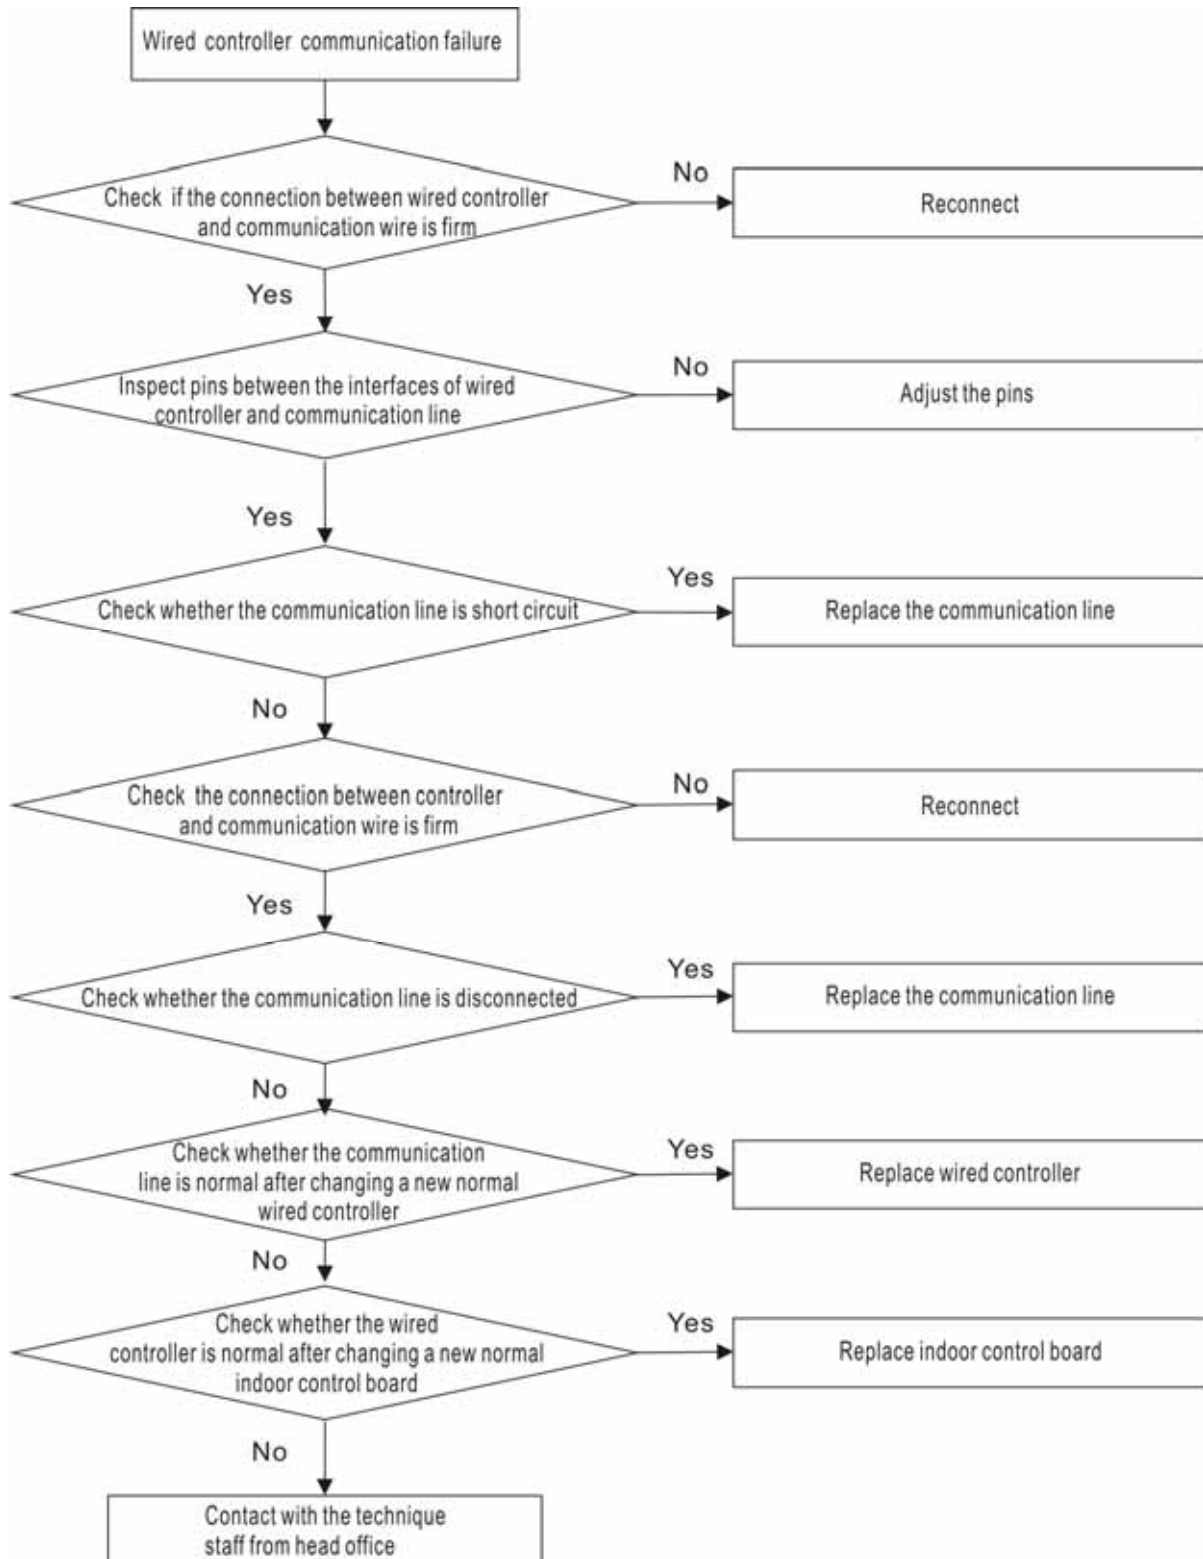 Wired controller communication failure
Check if the connection between wired controller
and communication wire is firm
No
Reconnect
Yes
Inspect pins between the interfaces of wired
controller and communication line
No
Adjust the pins
Yes
Check whether the communication line is short circuit
Yes
Replace the communication line
No
Check the connection between controller
and communication wire is firm
No
Reconnect
Yes
Check whether the communication line is disconnected
Yes
Replace the communication line
No
Check whether the communication
line is normal after changing a new normal
wired controller
Yes
Replace wired controller
No
Check whether the wired
controller is normal after changing a new normal
indoor control board
Yes
Replace indoor control board
No
Contact with the technique
staff from head office